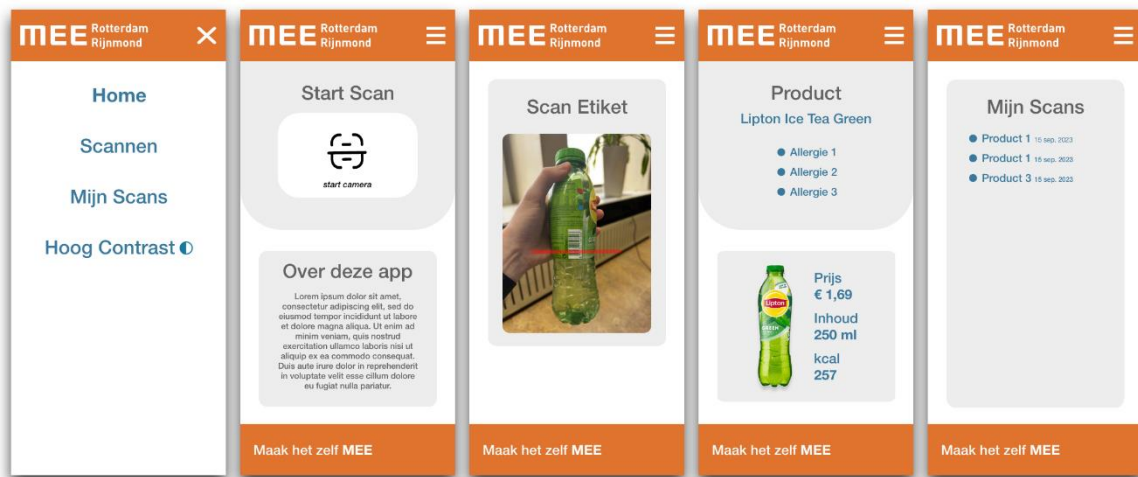 MEE Rotterdam
Rijnmond
Home
Scannen
Mijn Scans
Hoog Contrast
MEE Rotterdam
Rijnmond
Start Scan
start camera
Over deze app
Lorem ipsum dolor sit amet,
consectetur adipiscing elit, sed do
eiusmod tempor incididunt ut labore
et dolore magna aliqua. Ut enim ad
minim veniam, quis nostrud
exercitation ullamco laboris nisi ut
aliquip ex ea commodo consequat.
Duis aute irure dolor in reprehenderit
in voluptate velit esse cillum dolore
eu fugiat nulla pariatur.
Maak het zelf MEE
MEE Rotterdam
Rijnmond
Scan Etiket
Maak het zelf MEE
MEE Rotterdam
Rijnmond
Product
Lipton Ice Tea Green
Allergie 1
Allergie 2
Allergie 3
Lipton
GREEN
Prijs
€ 1,69
Inhoud
250 ml
kcal
257
Maak het zelf MEE
MEE Rotterdam
Rijnmond
Mijn Scans
Product 1 15 sep. 2023
Product 1 15 sep. 2023
Product 3 15 sep. 2023
Maak het zelf MEE